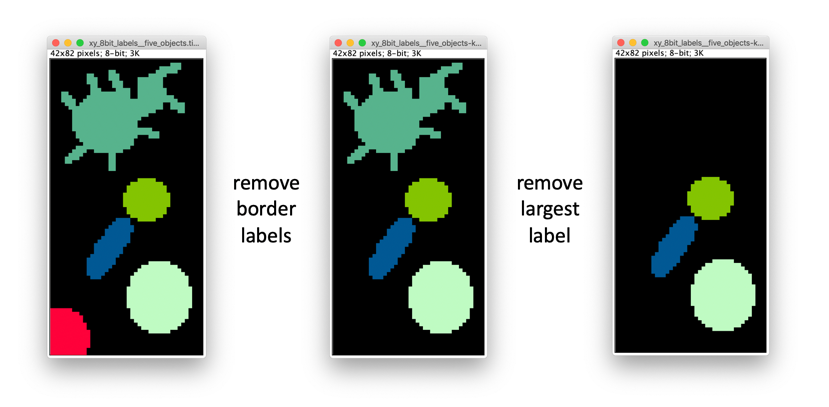 xy_8bit_labels__five_objects.ti...
42x82 pixels; 8-bit; 3K
xy_8bit_labels__five_objects-k...
42x82 pixels; 8-bit; 3K
xy_8bit_labels__five_objects-k...
42x82 pixels; 8-bit; 3K
remove
border
labels
remove
largest
label